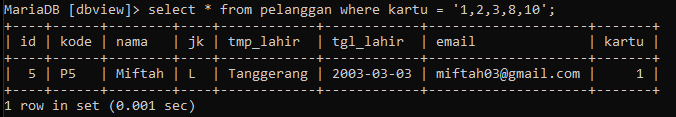 MariaDB [dbview]> select * from pelanggan where kartu = '1,2,3,8,10';
+----+------+---------+----+------------+------------+--------------------+-------+
| id | kode | nama    | jk | tmp_lahir  | tgl_lahir  | email              | kartu |
+----+------+---------+----+------------+------------+--------------------+-------+
|  5 | P5   | Miftah  | L  | Tanggerang | 2003-03-03 | miftah03@gmail.com |     1 |
+----+------+---------+----+------------+------------+--------------------+-------+
1 row in set (0.001 sec)